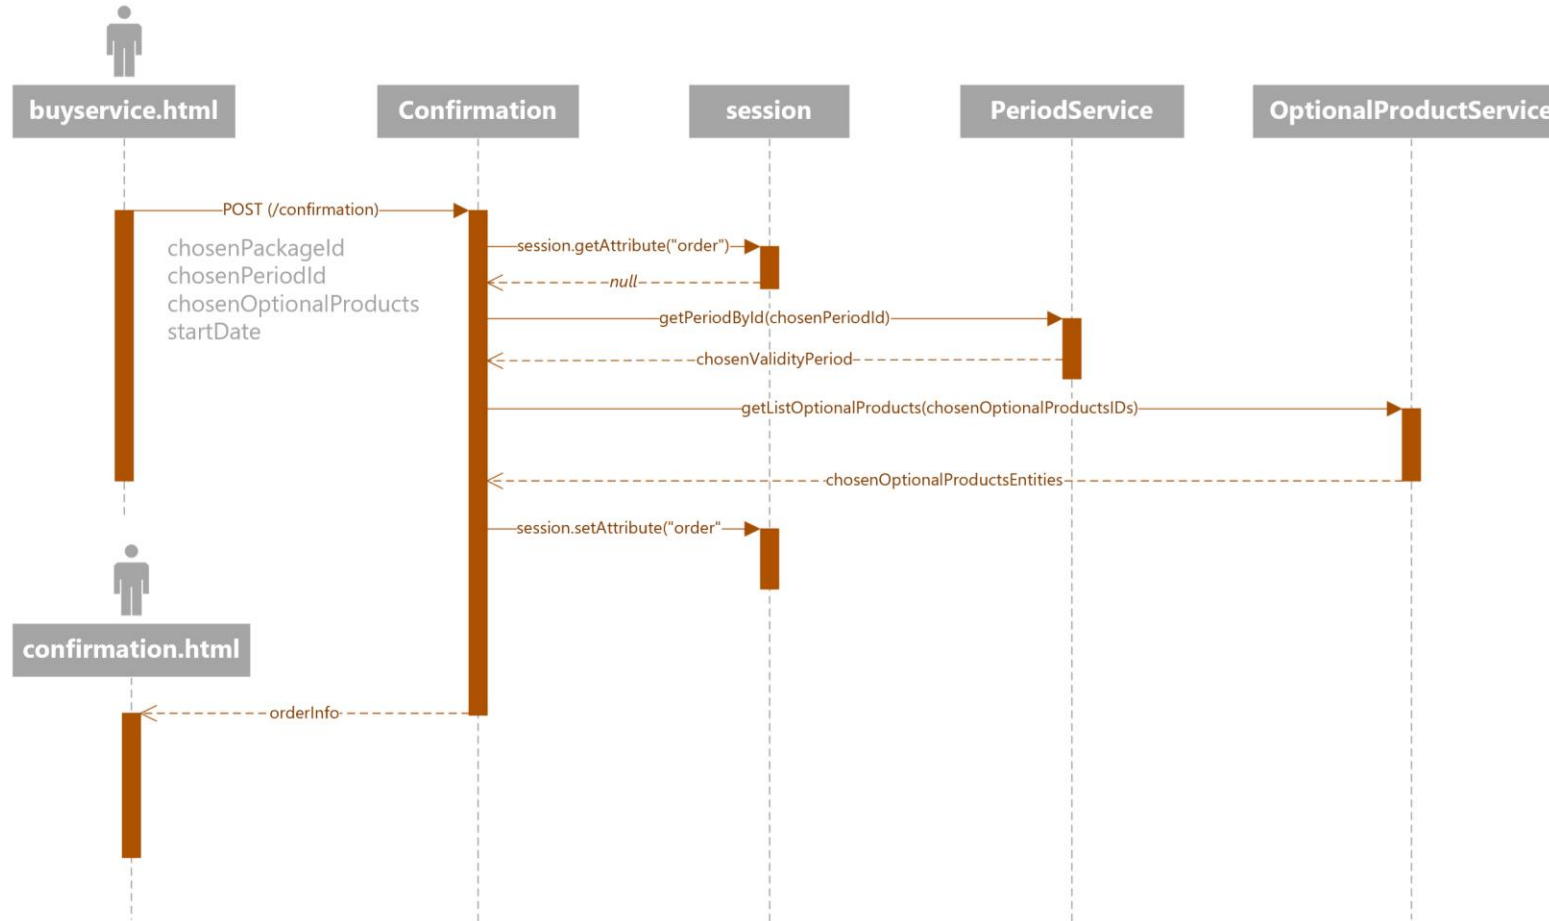 buyservice.html
Confirmation
session
PeriodService
OptionalProductService
POST (/confirmation)
chosenPackageId
chosenPeriodId
chosenOptionalProducts
startDate
session.getAttribute("order")
null
getPeriodById(chosenPeriodId)
chosenValidityPeriod
getListOptionalProducts(chosenOptionalProductsIDs)
chosenOptionalProductsEntities
session.setAttribute("order"
confirmation.html
orderInfo